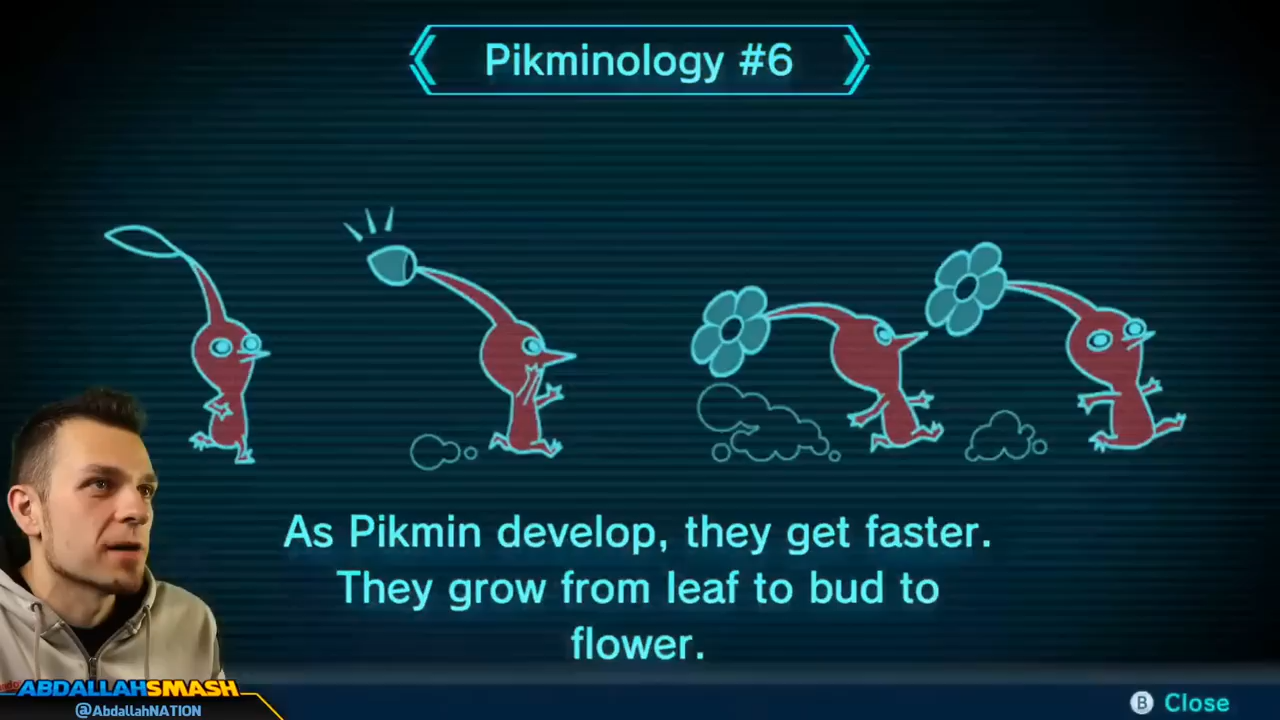 Pikminology #6
As Pikmin develop, they get faster.
They grow from leaf to bud to
flower.
ABDALLAHSMASH
@AbdallahNATION
B Close